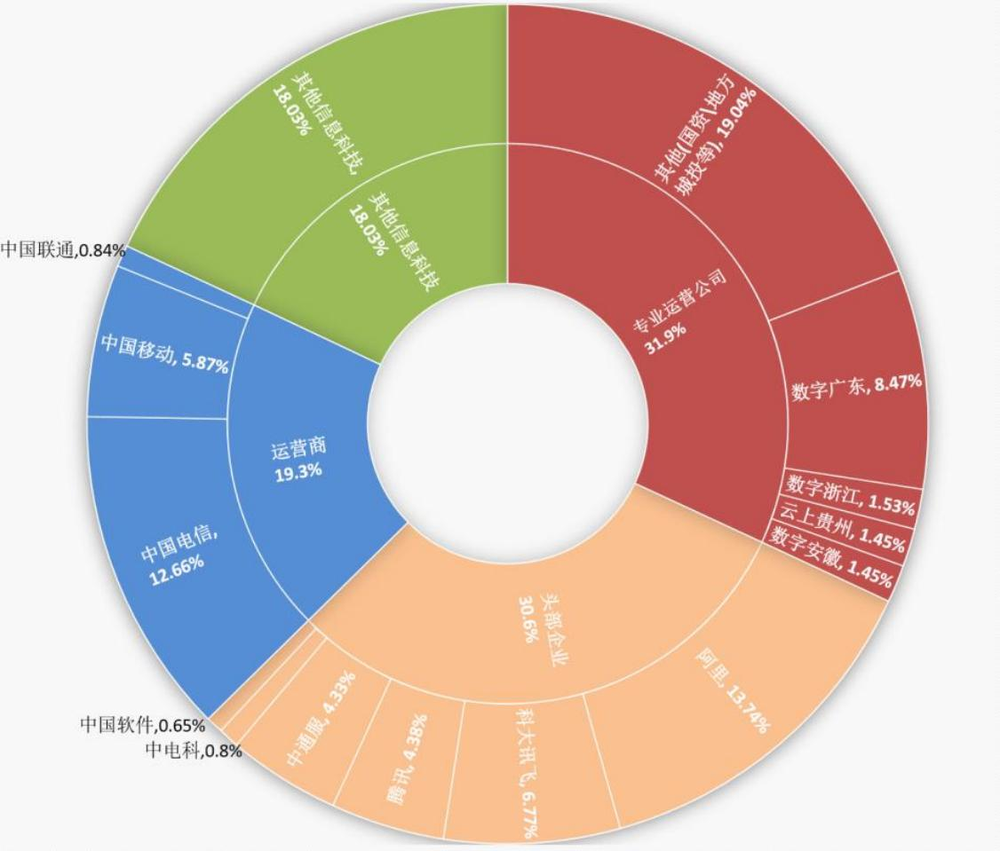 其他(国资\地方
城投等), 19.04%
数字广东, 8.47%
数字浙江, 1.53%
云上贵州, 1.45%
数字安徽, 1.45%
专业运营公司
31.9%
阿里, 13.74%
科大讯飞, 6.77%
腾讯, 4.38%
中通服, 4.33%
中电科,0.8%
中国软件,0.65%
头部企业
30.6%
中国电信,
12.66%
中国移动, 5.87%
中国联通,0.84%
运营商
19.3%
其他信息科技,
18.03%
其他信息科技
18.03%